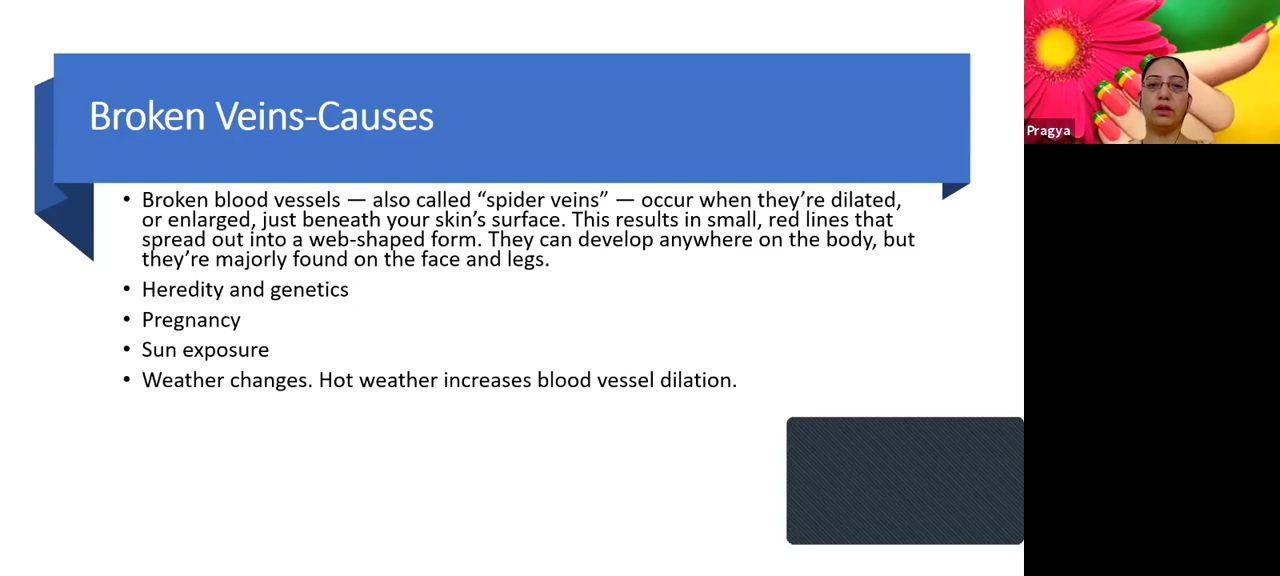 Broken Veins-Causes
• Broken blood vessels — also called “spider veins” — occur when they’re dilated,
or enlarged, just beneath your skin’s surface. This results in small, red lines that
spread out into a web-shaped form. They can develop anywhere on the body, but
they’re majorly found on the face and legs.
• Heredity and genetics
• Pregnancy
• Sun exposure
• Weather changes. Hot weather increases blood vessel dilation.
Pragya